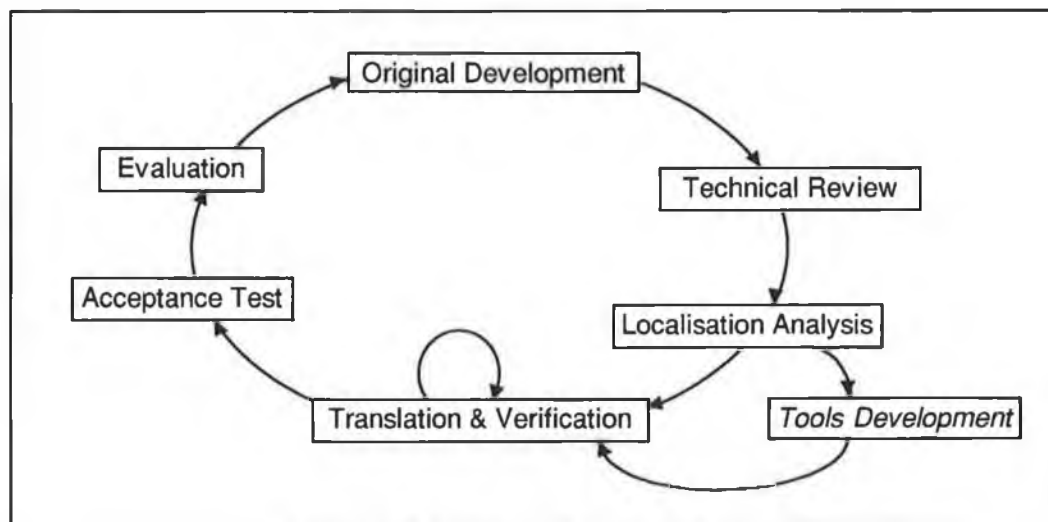 Original Development
Evaluation
Technical Review
Acceptance Test
Localisation Analysis
Translation & Verification
Tools Development